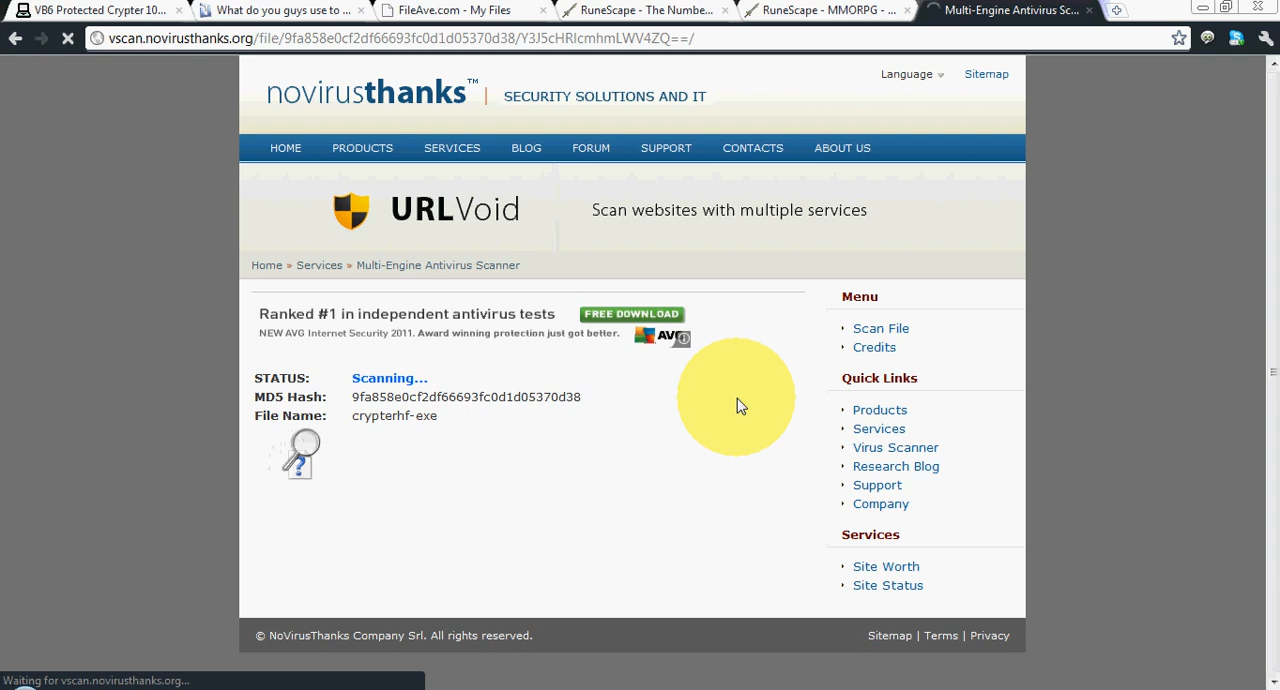 VB6 Protected Crypter 10...
What do you guys use to ...
FileAve.com - My Files
RuneScape - The Numbe...
RuneScape - MMORPG - ...
Multi-Engine Antivirus Sc...
vscan.novirusthanks.org/file/9fa858e0cf2df66693fc0d1d05370d38/Y3J5cHRlcmhmLWV4ZQ==/
novirusthanks™ | SECURITY SOLUTIONS AND IT
Language Sitemap
HOME PRODUCTS SERVICES BLOG FORUM SUPPORT CONTACTS ABOUT US
URLVoid Scan websites with multiple services
Home » Services » Multi-Engine Antivirus Scanner
Ranked #1 in independent antivirus tests
FREE DOWNLOAD
NEW AVG Internet Security 2011. Award winning protection just got better.
AVG
STATUS: Scanning...
MD5 Hash: 9fa858e0cf2df66693fc0d1d05370d38
File Name: crypterhf-exe
Menu
Scan File
Credits
Quick Links
Products
Services
Virus Scanner
Research Blog
Support
Company
Services
Site Worth
Site Status
© NoVirusThanks Company Srl. All rights reserved.
Sitemap | Terms | Privacy
Waiting for vscan.novirusthanks.org...